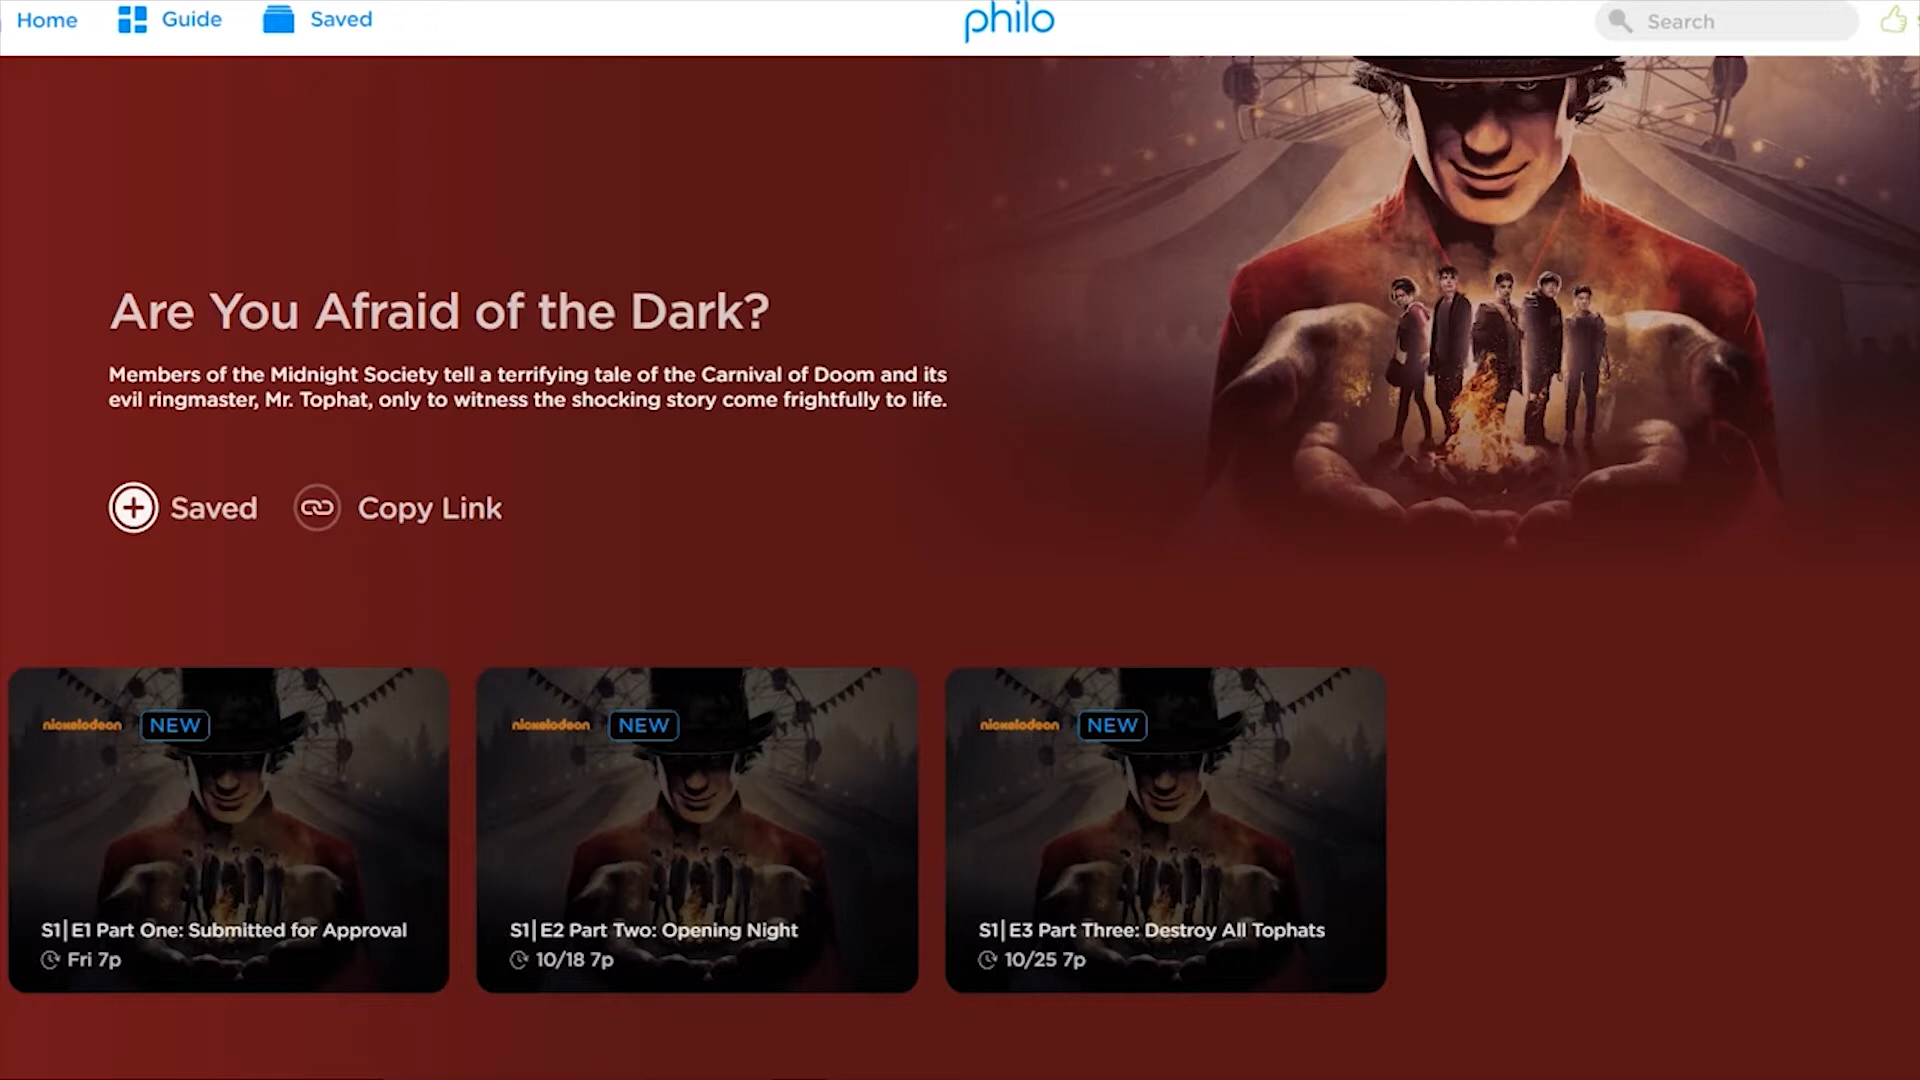 Home
Guide
Saved
philo
Search
Are You Afraid of the Dark?
Members of the Midnight Society tell a terrifying tale of the Carnival of Doom and its
evil ringmaster, Mr. Tophat, only to witness the shocking story come frightfully to life.
Saved
Copy Link
nickelodeon NEW
S1|E1 Part One: Submitted for Approval
Fri 7p
nickelodeon NEW
S1|E2 Part Two: Opening Night
10/18 7p
nickelodeon NEW
S1|E3 Part Three: Destroy All Tophats
10/25 7p